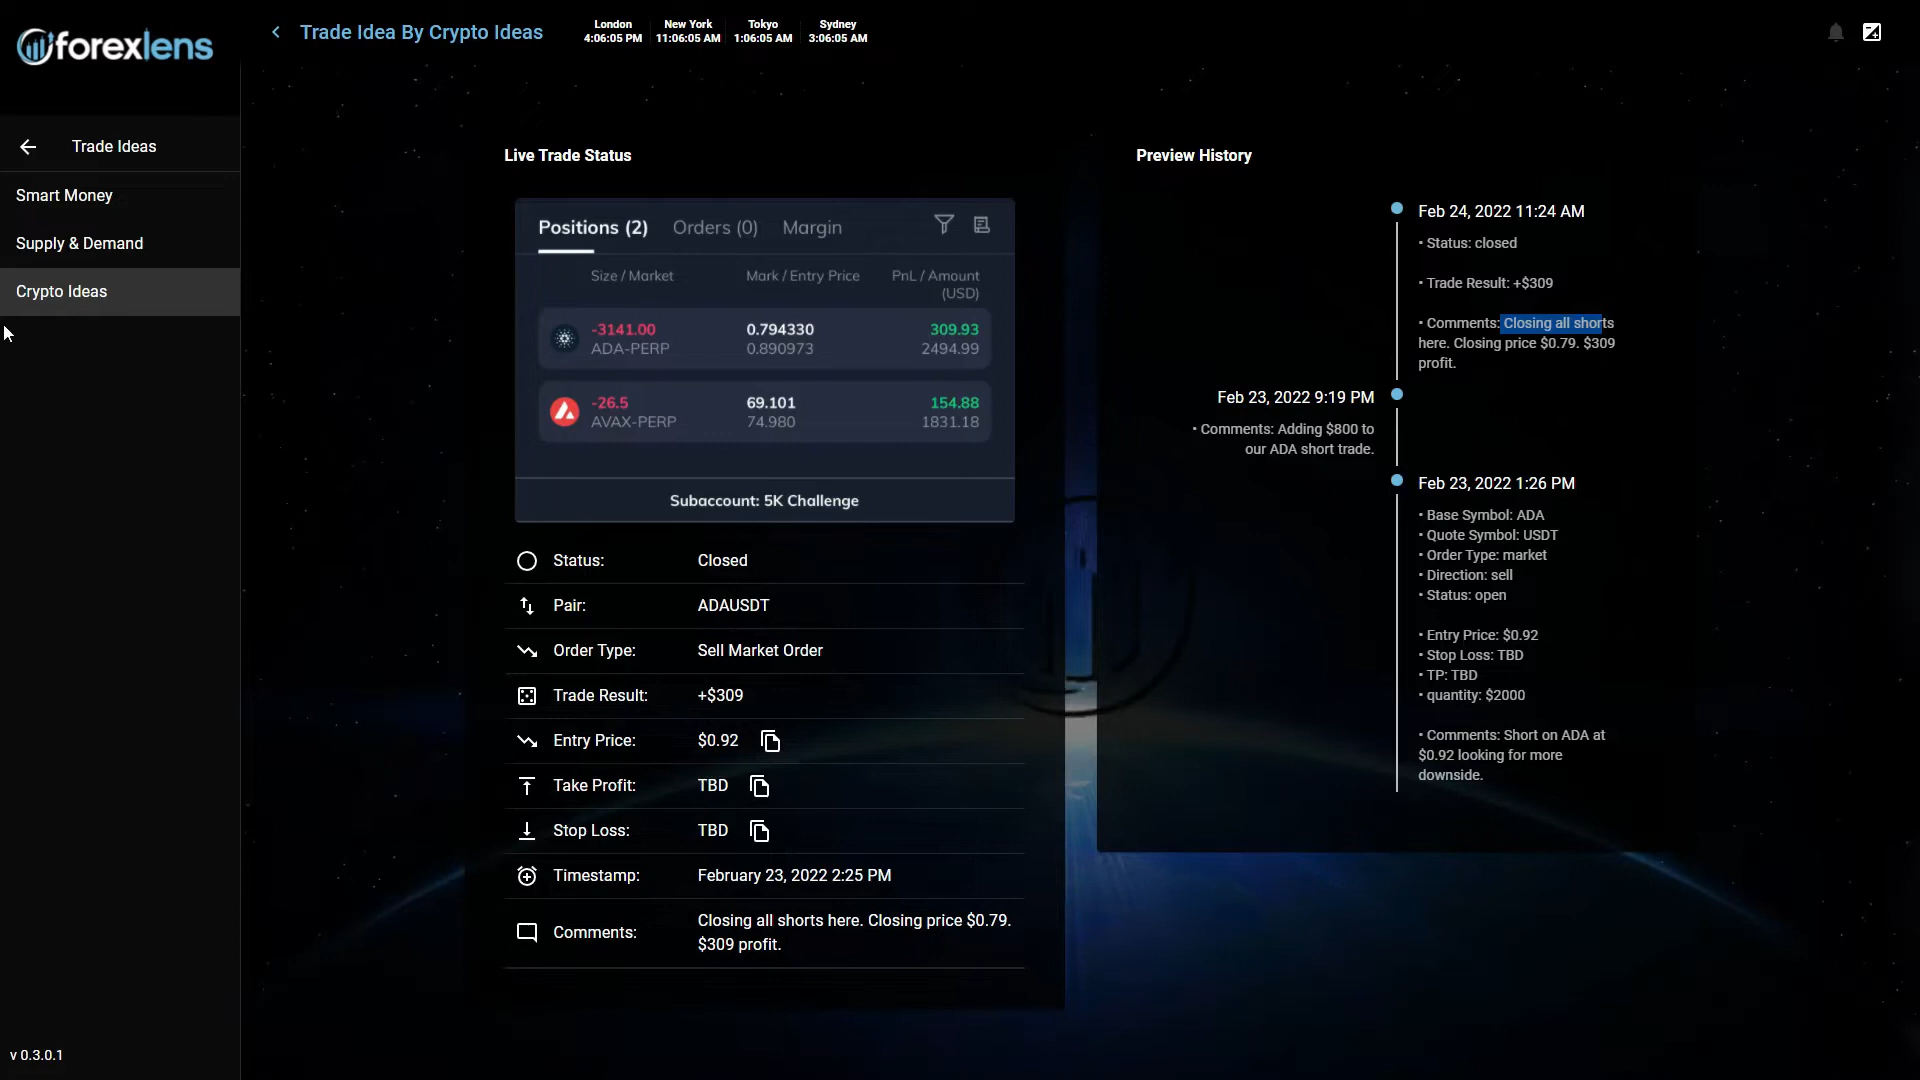 forexlens
Trade Idea By Crypto Ideas
London
4:06:05 PM
New York
11:06:05 AM
Tokyo
1:06:05 AM
Sydney
3:06:05 AM
Trade Ideas
Smart Money
Supply & Demand
Crypto Ideas
v 0.3.0.1
Live Trade Status
Positions (2)
Orders (0)
Margin
Size / Market
Mark / Entry Price
PnL / Amount
(USD)
-3141.00
0.794330
309.93
ADA-PERP
0.890973
2494.99
-26.5
69.101
154.88
AVAX-PERP
74.980
1831.18
Subaccount: 5K Challenge
Status: Closed
Pair: ADAUSDT
Order Type: Sell Market Order
Trade Result: +$309
Entry Price: $0.92
Take Profit: TBD
Stop Loss: TBD
Timestamp: February 23, 2022 2:25 PM
Comments: Closing all shorts here. Closing price $0.79.
$309 profit.
Preview History
Feb 24, 2022 11:24 AM
• Status: closed
• Trade Result: +$309
• Comments: Closing all shorts
here. Closing price $0.79. $309
profit.
Feb 23, 2022 9:19 PM
• Comments: Adding $800 to
our ADA short trade.
Feb 23, 2022 1:26 PM
• Base Symbol: ADA
• Quote Symbol: USDT
• Order Type: market
• Direction: sell
• Status: open
• Entry Price: $0.92
• Stop Loss: TBD
• TP: TBD
• quantity: $2000
• Comments: Short on ADA at
$0.92 looking for more
downside.